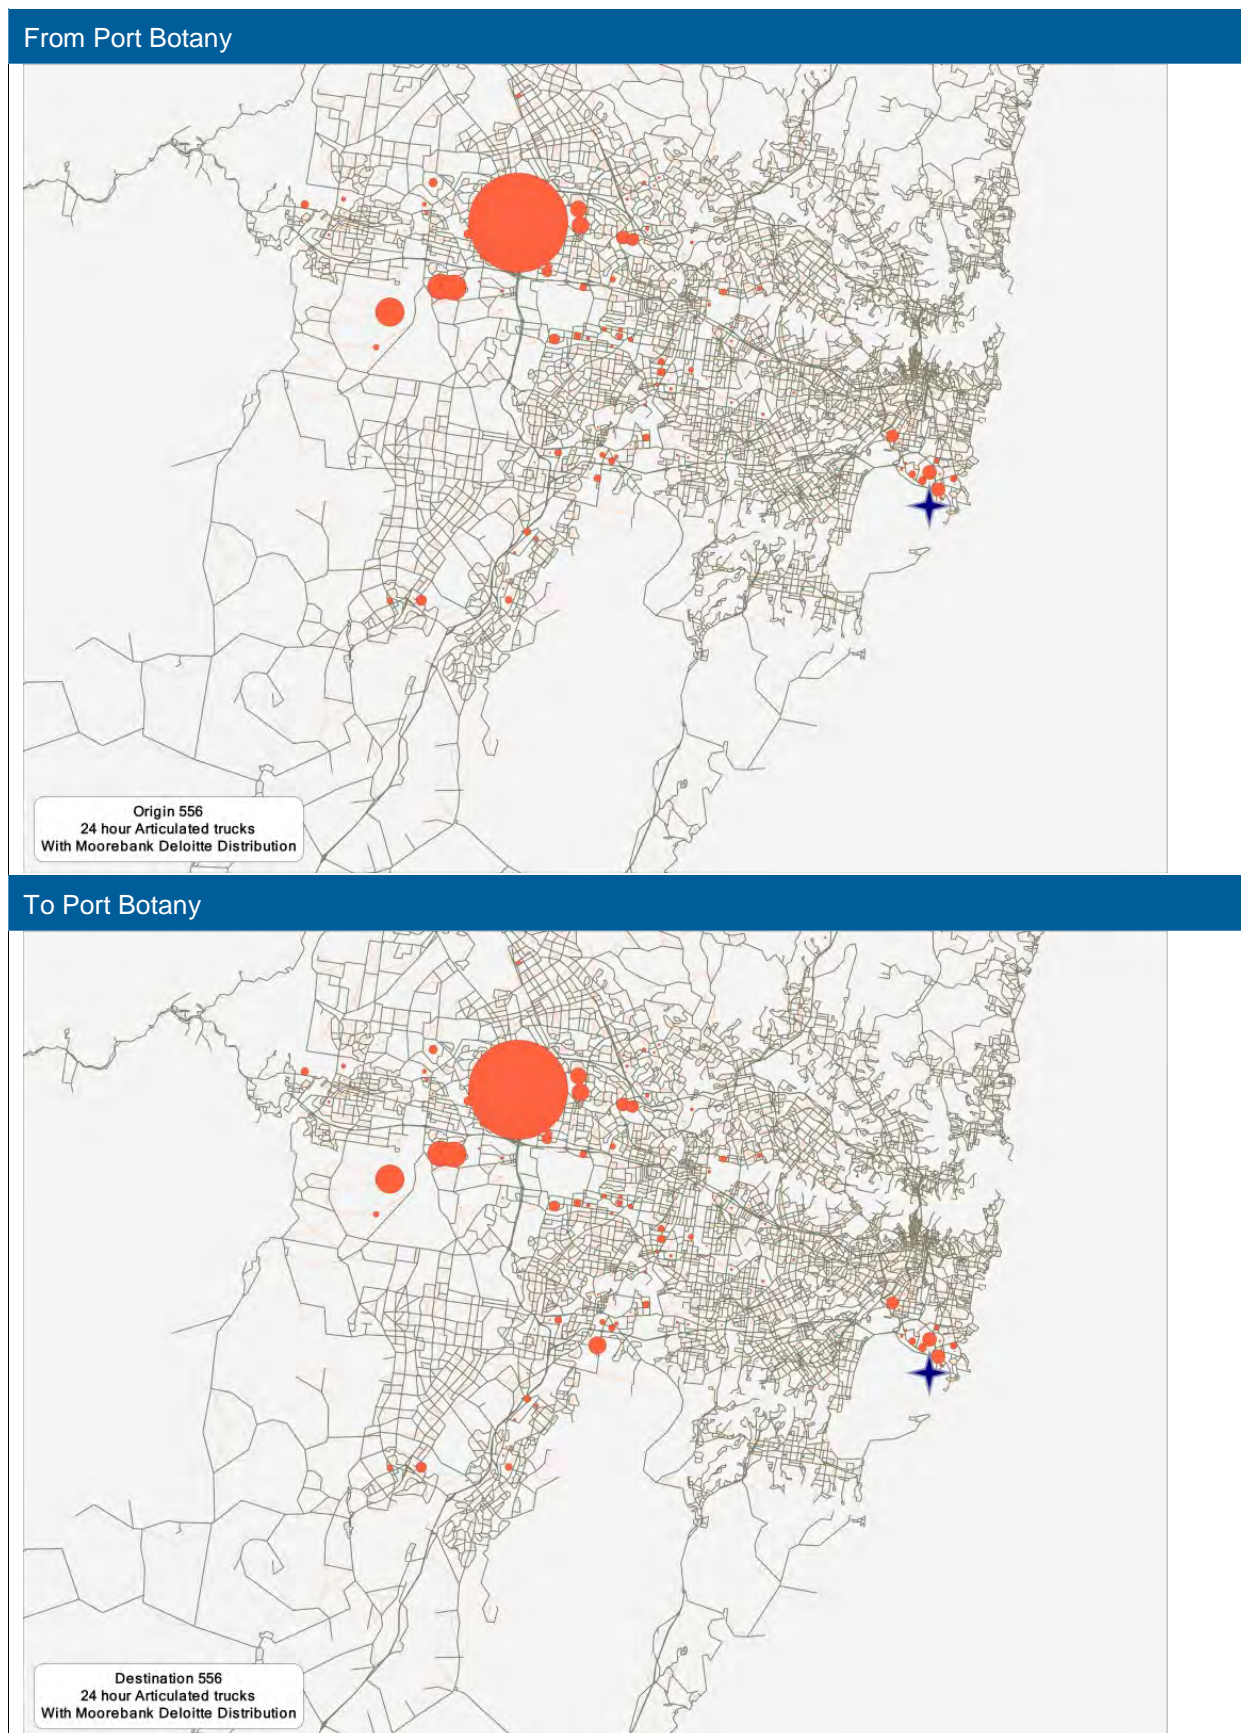 From Port Botany
Origin 556
24 hour Articulated trucks
With Moorebank Deloitte Distribution
To Port Botany
Destination 556
24 hour Articulated trucks
With Moorebank Deloitte Distribution